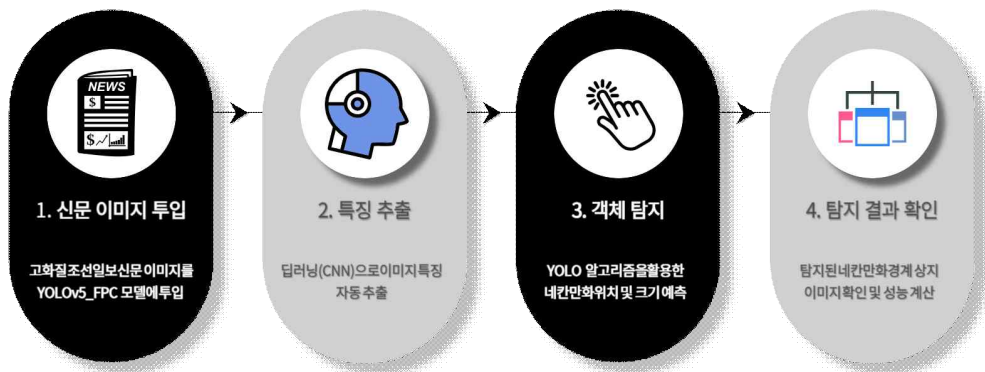 NEWS
$
$
1. 신문 이미지 투입
고화질조선일보신문이미지를
YOLOv5_FPC 모델에투입
2. 특징 추출
딥러닝(CNN)으로이미지특징
자동추출
3. 객체 탐지
YOLO 알고리즘을활용한
네칸만화위치및크기예측
4. 탐지 결과 확인
탐지된네칸만화경계상지
이미지확인및성능계산